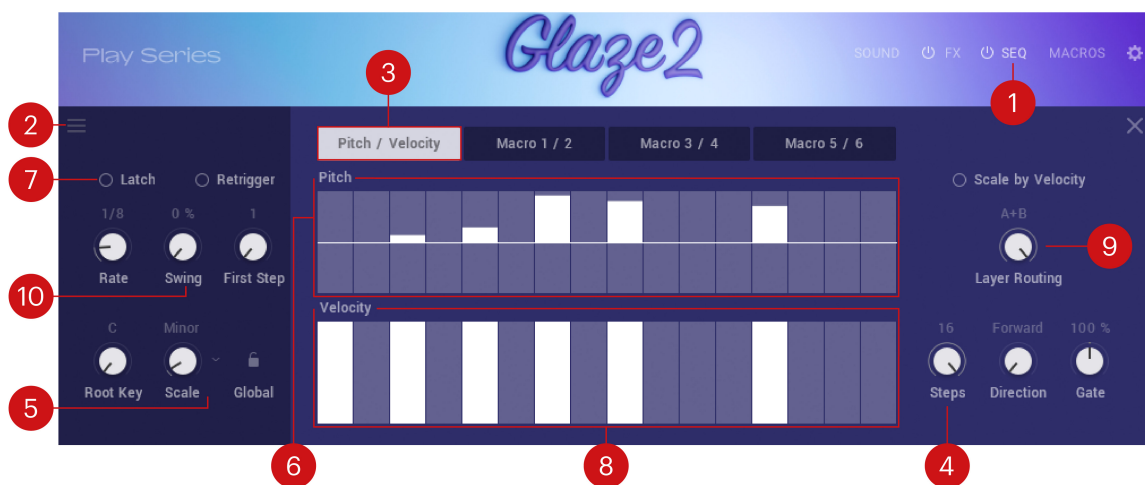 Play Series
Glaze2
SOUND FX SEQ MACROS
3
1
2
Pitch / Velocity Macro 1 / 2 Macro 3 / 4 Macro 5 / 6
7
Latch Retrigger
Pitch
Scale by Velocity
1/8 0 % 1
A+B
6
9
Rate Swing First Step
Layer Routing
10
Velocity
C Minor
16 Forward 100 %
Root Key Scale Global
Steps Direction Gate
5
6
8
4